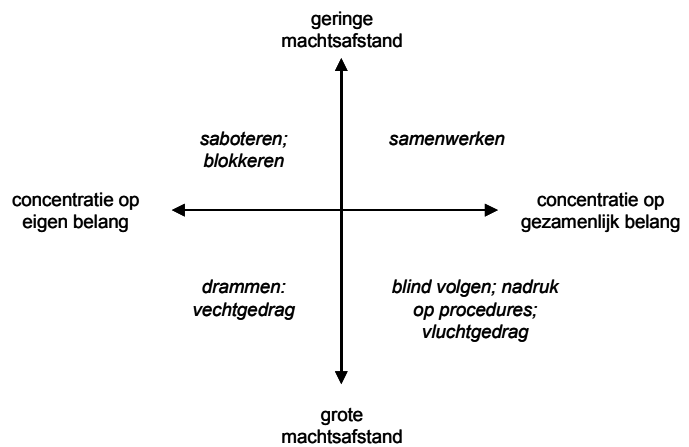 geringe
machtsafstand
saboteren;
blokkeren
samenwerken
concentratie op
eigen belang
concentratie op
gezamenlijk belang
drammen:
vechtgedrag
blind volgen; nadruk
op procedures;
vluchtgedrag
grote
machtsafstand